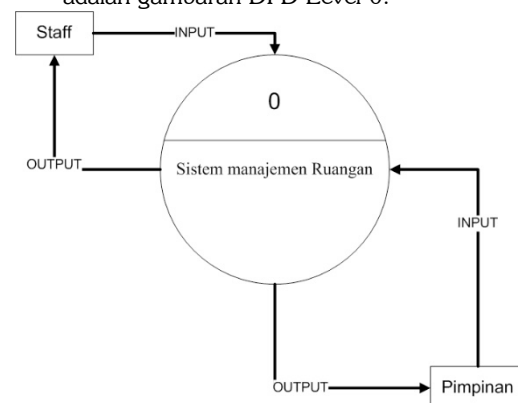 adalah gambaran DFD Level 0:
Staff
INPUT
0
OUTPUT
Sistem manajemen Ruangan
INPUT
OUTPUT
Pimpinan